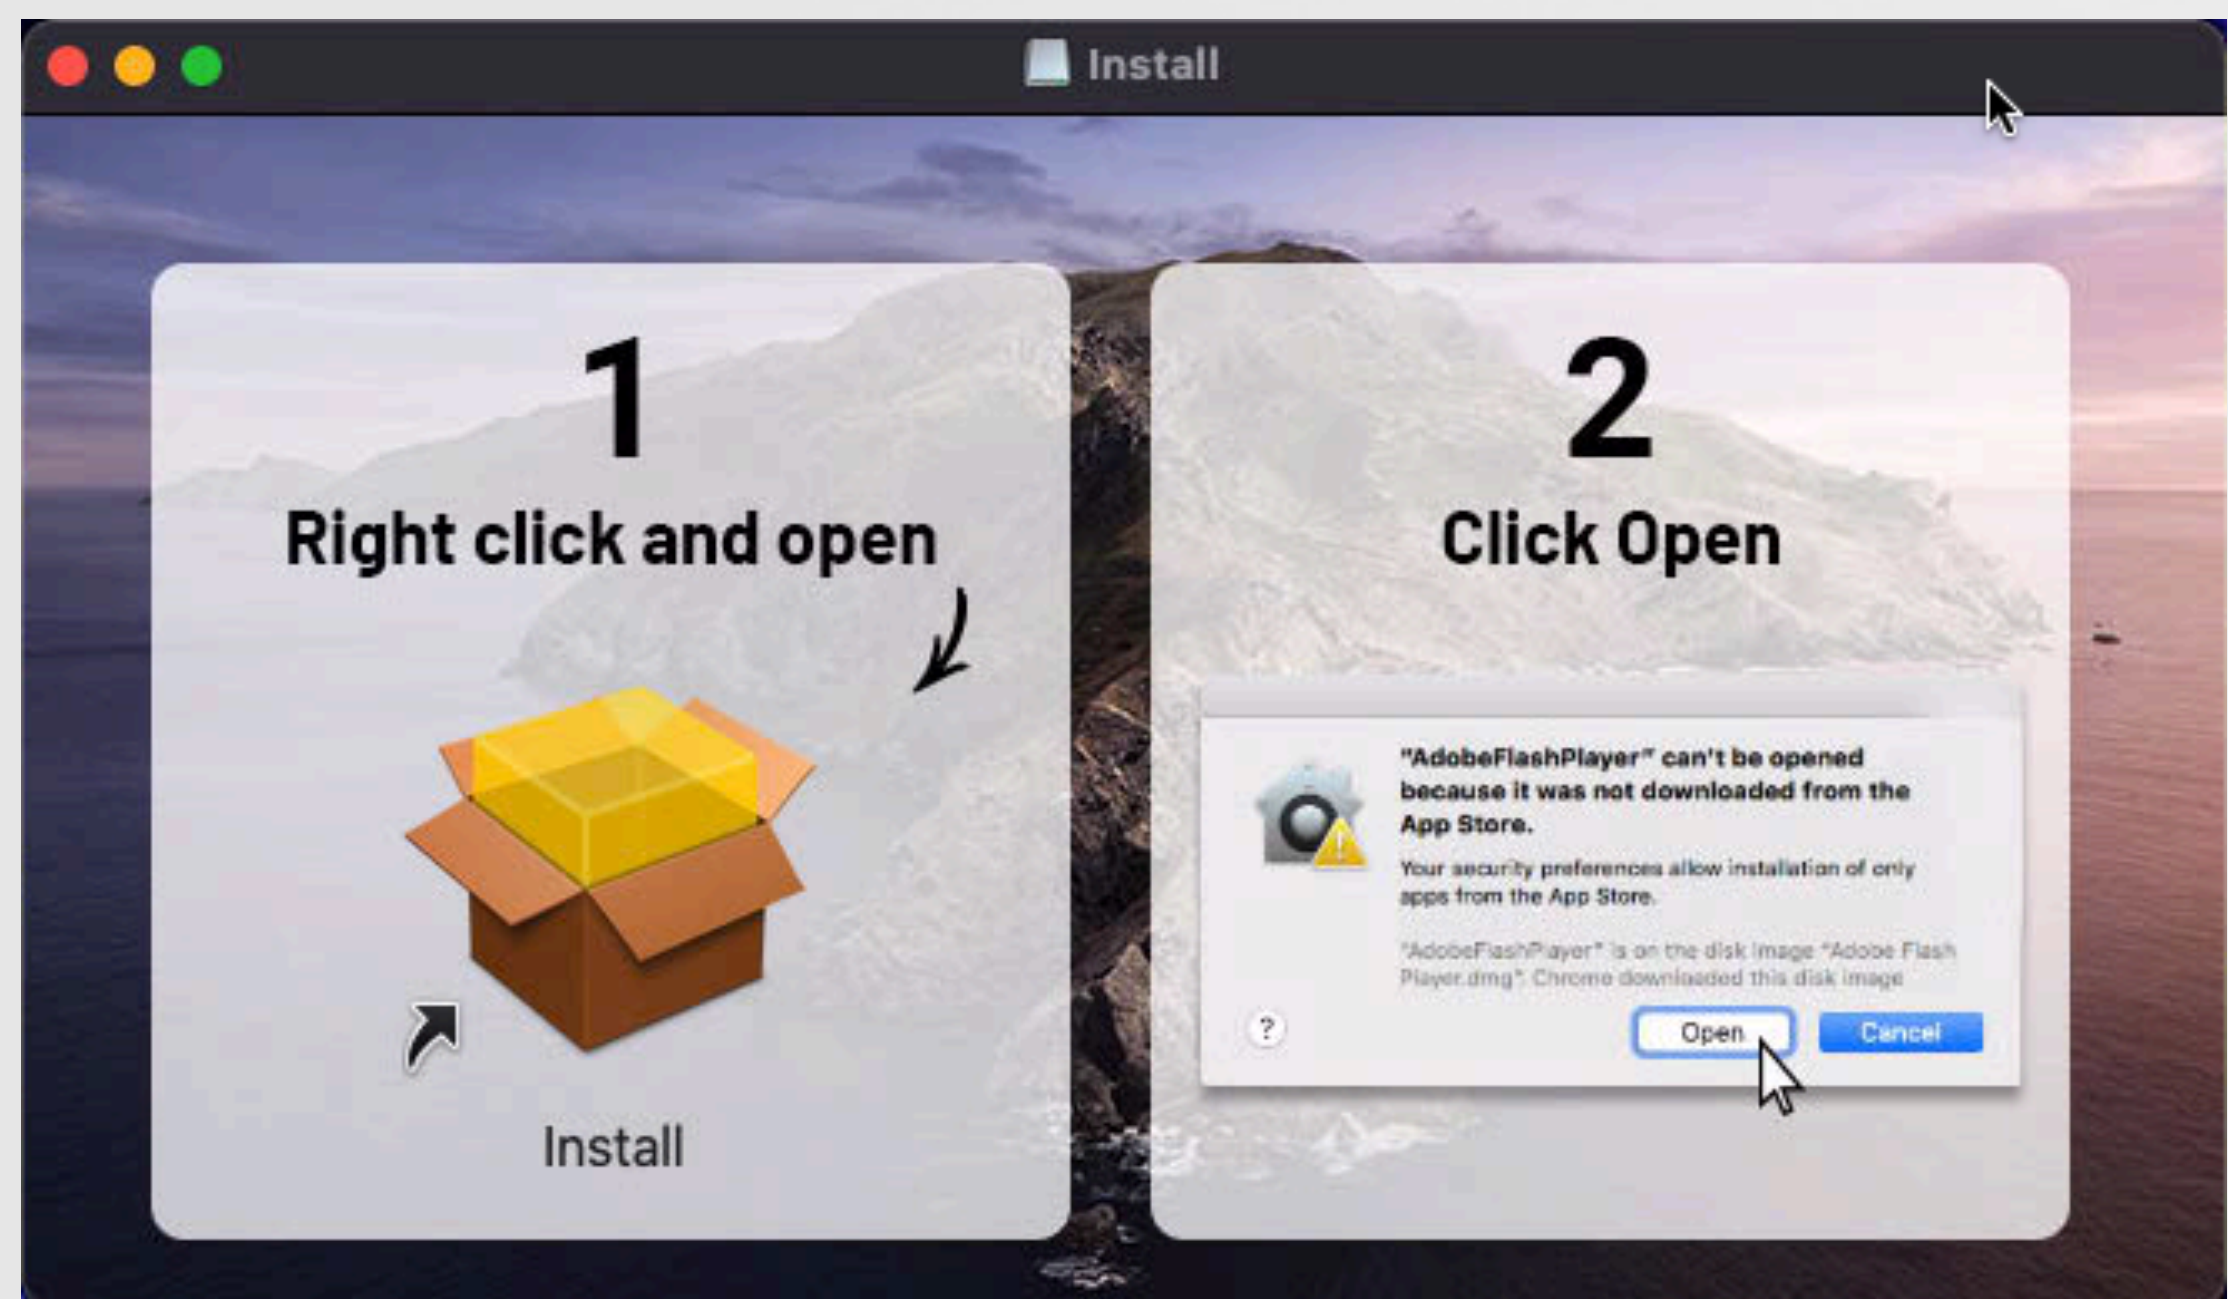 Install
1
Right click and open
Install
2
Click Open
"AdobeFlashPlayer" can't be opened
because it was not downloaded from the
App Store.
Your security preferences allow installation of only
apps from the App Store.
"AdobeFlashPlayer" is on the disk image "Adobe Flash
Player.dmg". Chrome downloaded this disk image
?
Open
Cancel